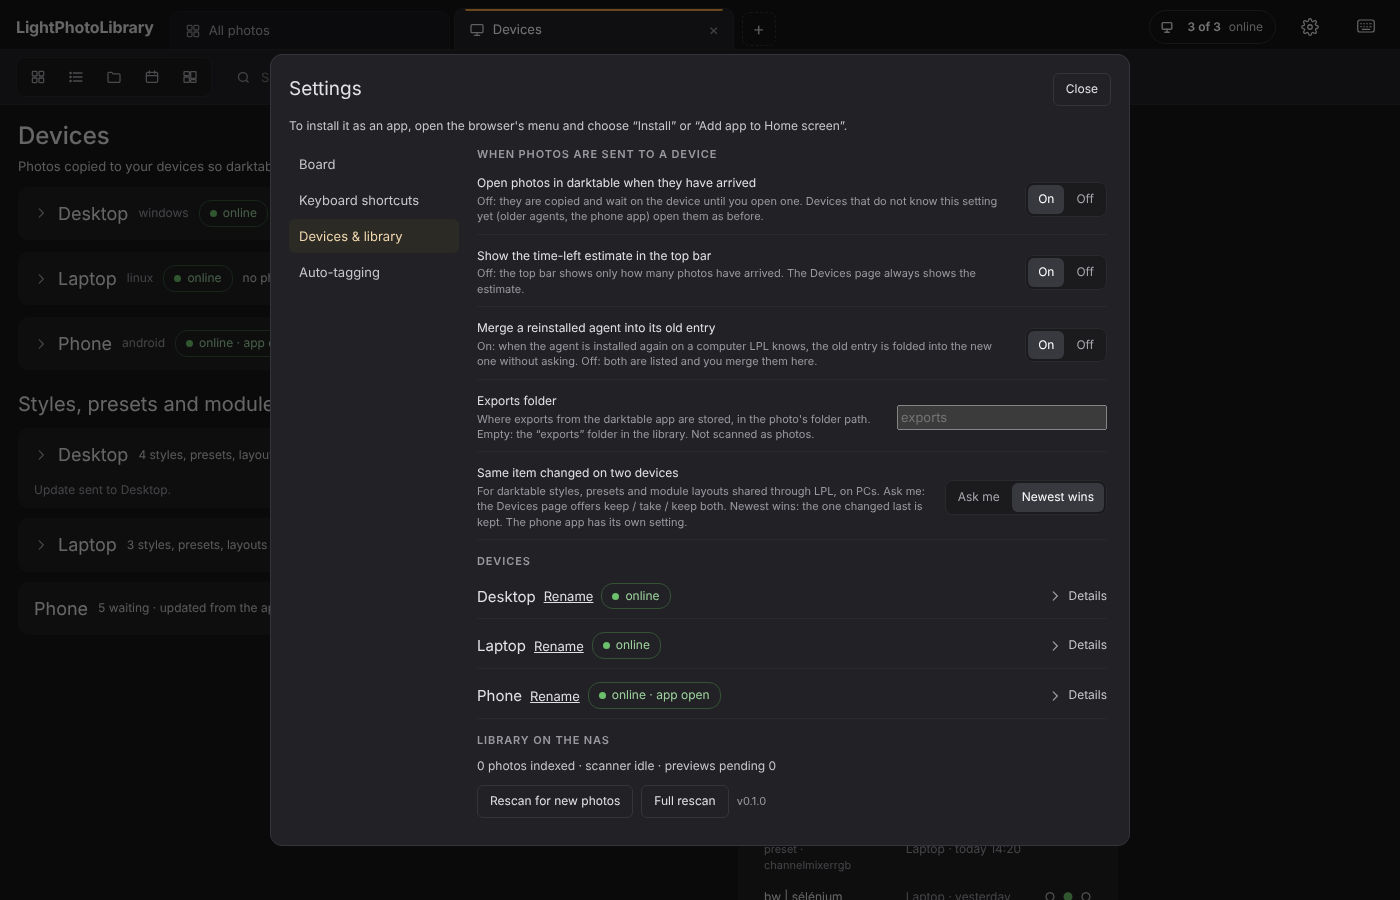 LightPhotoLibrary
All photos
Devices
×
+
3 of 3 online
Settings
Close
To install it as an app, open the browser's menu and choose “Install” or “Add app to Home screen”.
Board
Keyboard shortcuts
Devices & library
Auto-tagging
WHEN PHOTOS ARE SENT TO A DEVICE
Open photos in darktable when they have arrived
Off: they are copied and wait on the device until you open one. Devices that do not know this setting
yet (older agents, the phone app) open them as before.
On Off
Show the time-left estimate in the top bar
Off: the top bar shows only how many photos have arrived. The Devices page always shows the
estimate.
On Off
Merge a reinstalled agent into its old entry
On: when the agent is installed again on a computer LPL knows, the old entry is folded into the new
one without asking. Off: both are listed and you merge them here.
On Off
Exports folder
Where exports from the darktable app are stored, in the photo's folder path.
Empty: the “exports” folder in the library. Not scanned as photos.
exports
Same item changed on two devices
For darktable styles, presets and module layouts shared through LPL, on PCs. Ask me:
the Devices page offers keep / take / keep both. Newest wins: the one changed last is
kept. The phone app has its own setting.
Ask me Newest wins
DEVICES
Desktop Rename online Details
Laptop Rename online Details
Phone Rename online · app open Details
LIBRARY ON THE NAS
0 photos indexed · scanner idle · previews pending 0
Rescan for new photos Full rescan v0.1.0
Devices
Photos copied to your devices so
Desktop windows online
Laptop linux online no
Phone android online · app
Styles, presets and
Desktop 4 styles, presets,
Update sent to Desktop.
Laptop 3 styles, presets, layouts
Phone 5 waiting · updated from the
preset · Laptop · today 14:20
channelmixerrgb
bw | sélénium Laptop · yesterday